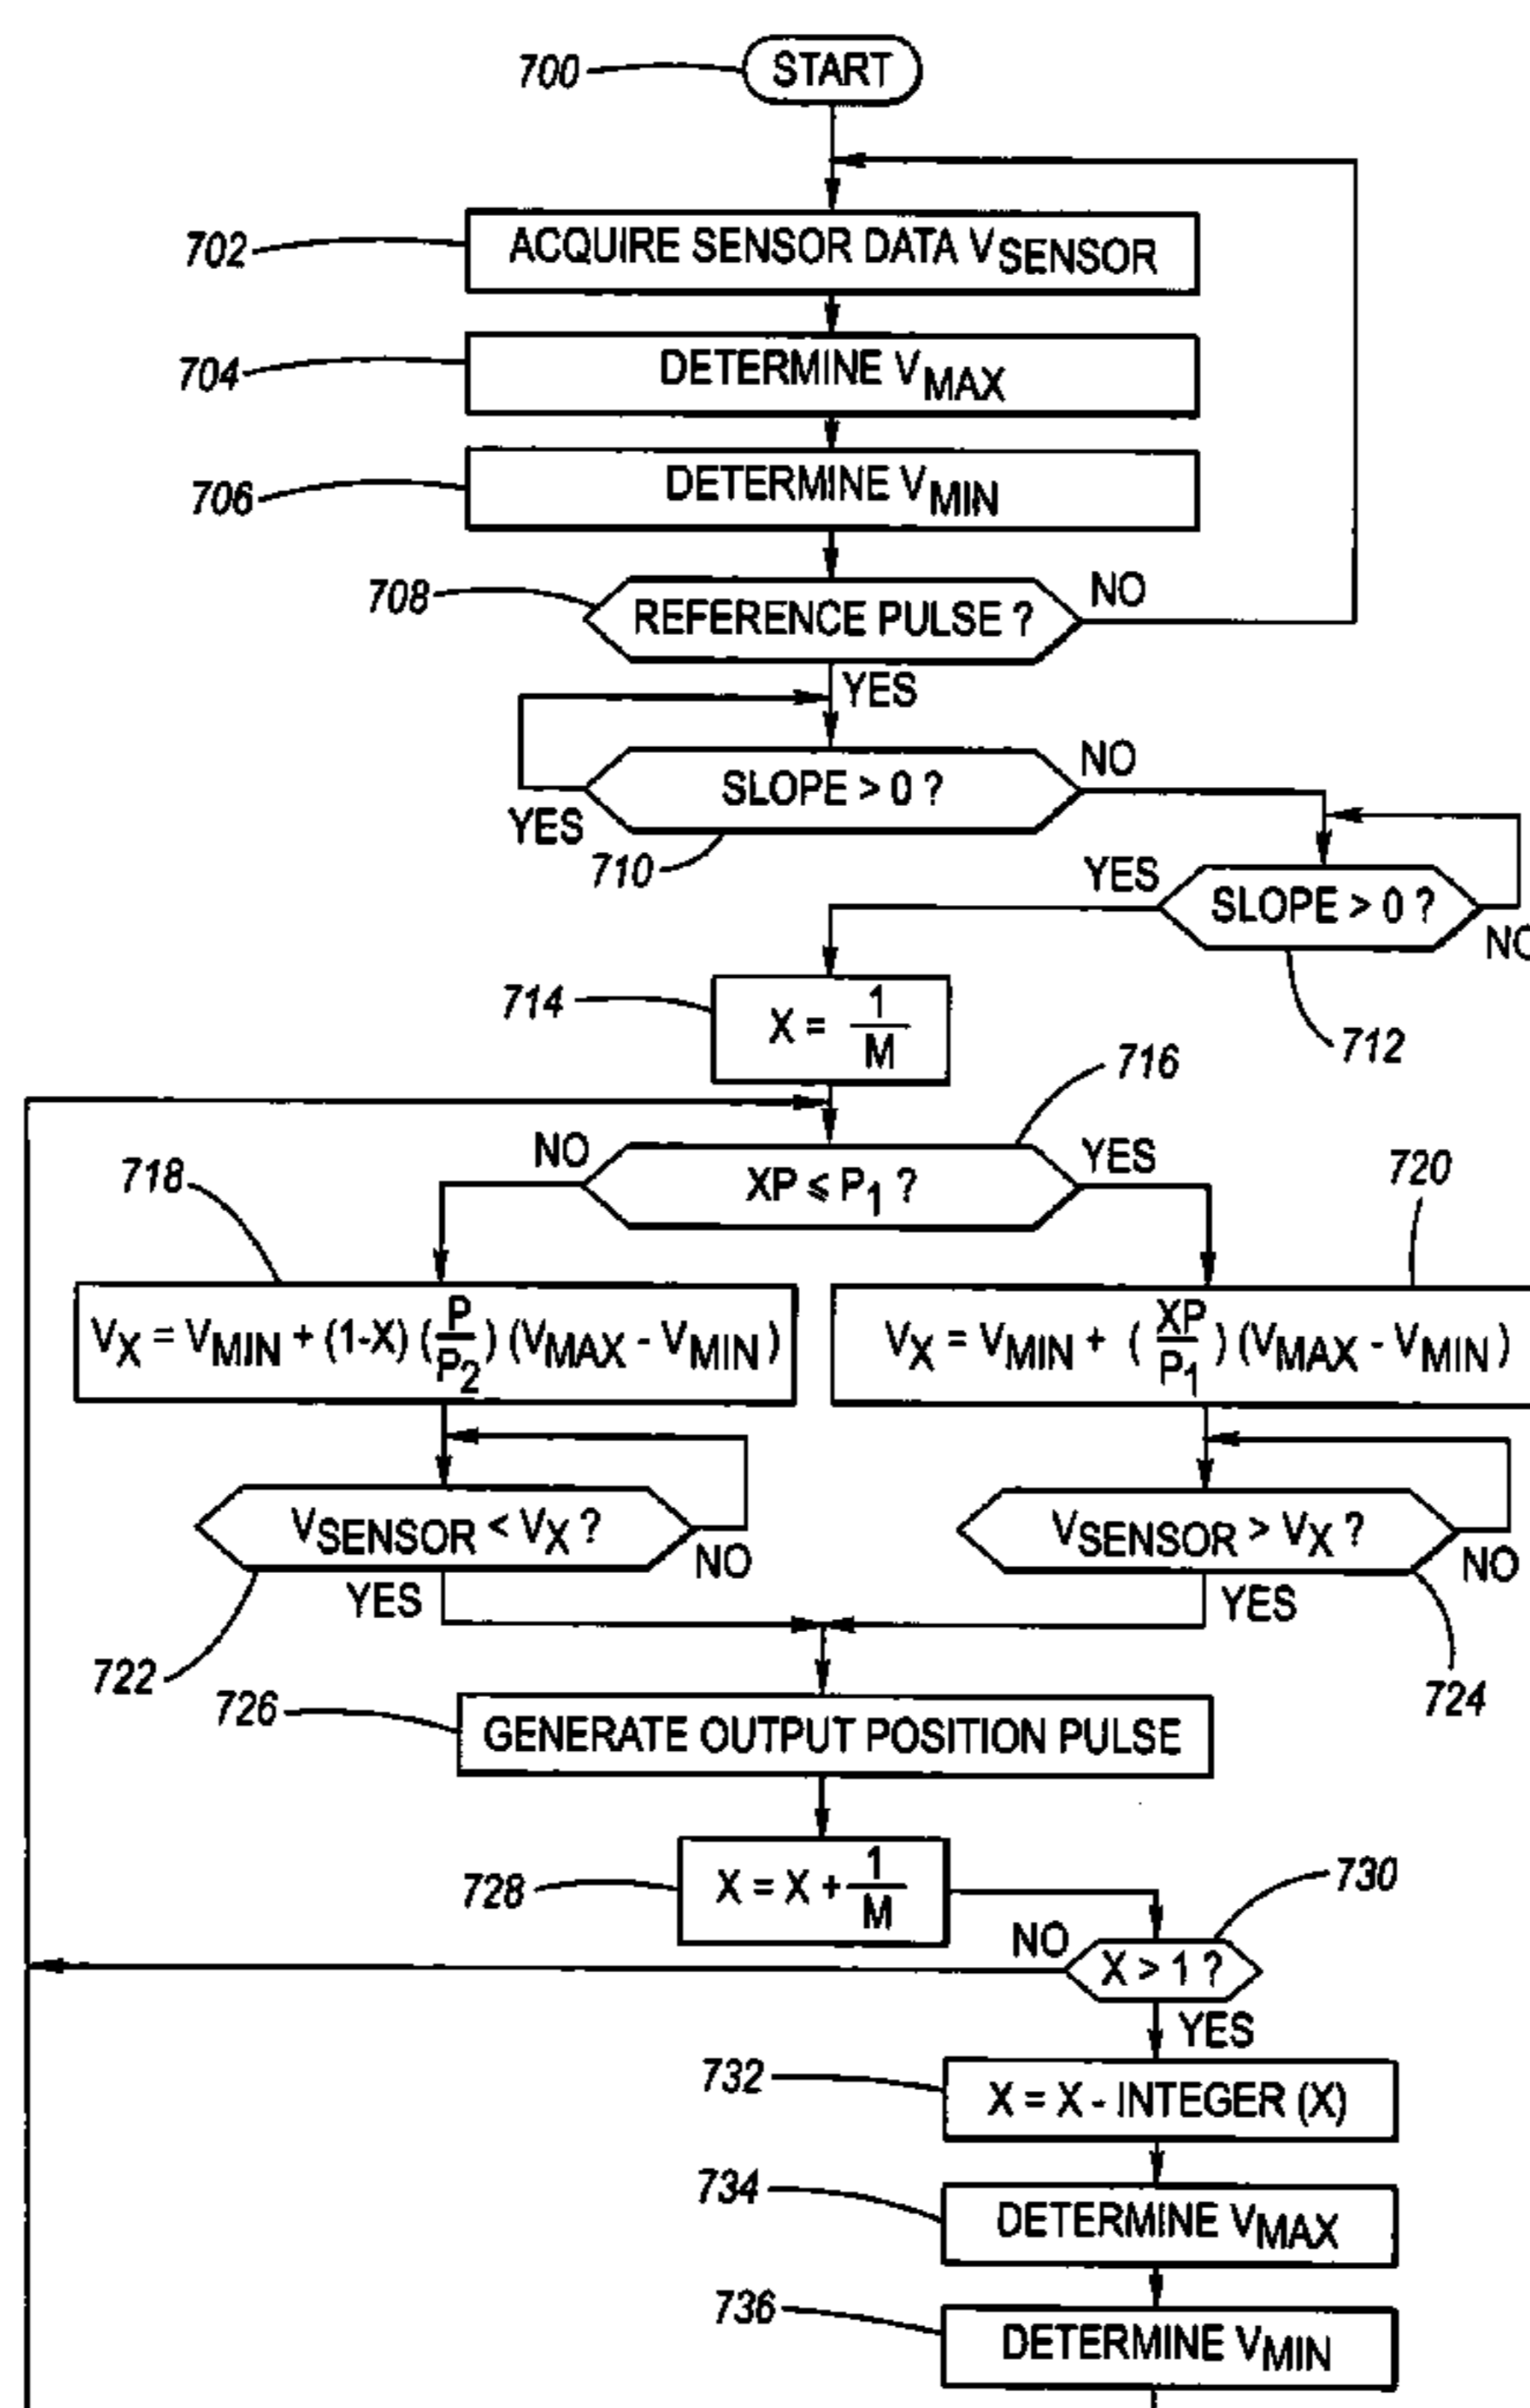 700
START
702
ACQUIRE SENSOR DATA VSENSOR
704
DETERMINE VMAX
706
DETERMINE VMIN
708
REFERENCE PULSE ?
NO
YES
SLOPE > 0 ?
NO
YES
710
YES
SLOPE > 0 ?
NO
712
714
X = 1/M
716
NO
XP ≤ P1 ?
YES
718
720
VX = VMIN + (1-X) (P/P2) (VMAX - VMIN)
VX = VMIN + (XP/P1) (VMAX - VMIN)
VSENSOR < VX ?
NO
YES
722
VSENSOR > VX ?
NO
YES
724
726
GENERATE OUTPUT POSITION PULSE
728
X = X + 1/M
730
NO
X > 1 ?
YES
732
X = X - INTEGER (X)
734
DETERMINE VMAX
736
DETERMINE VMIN